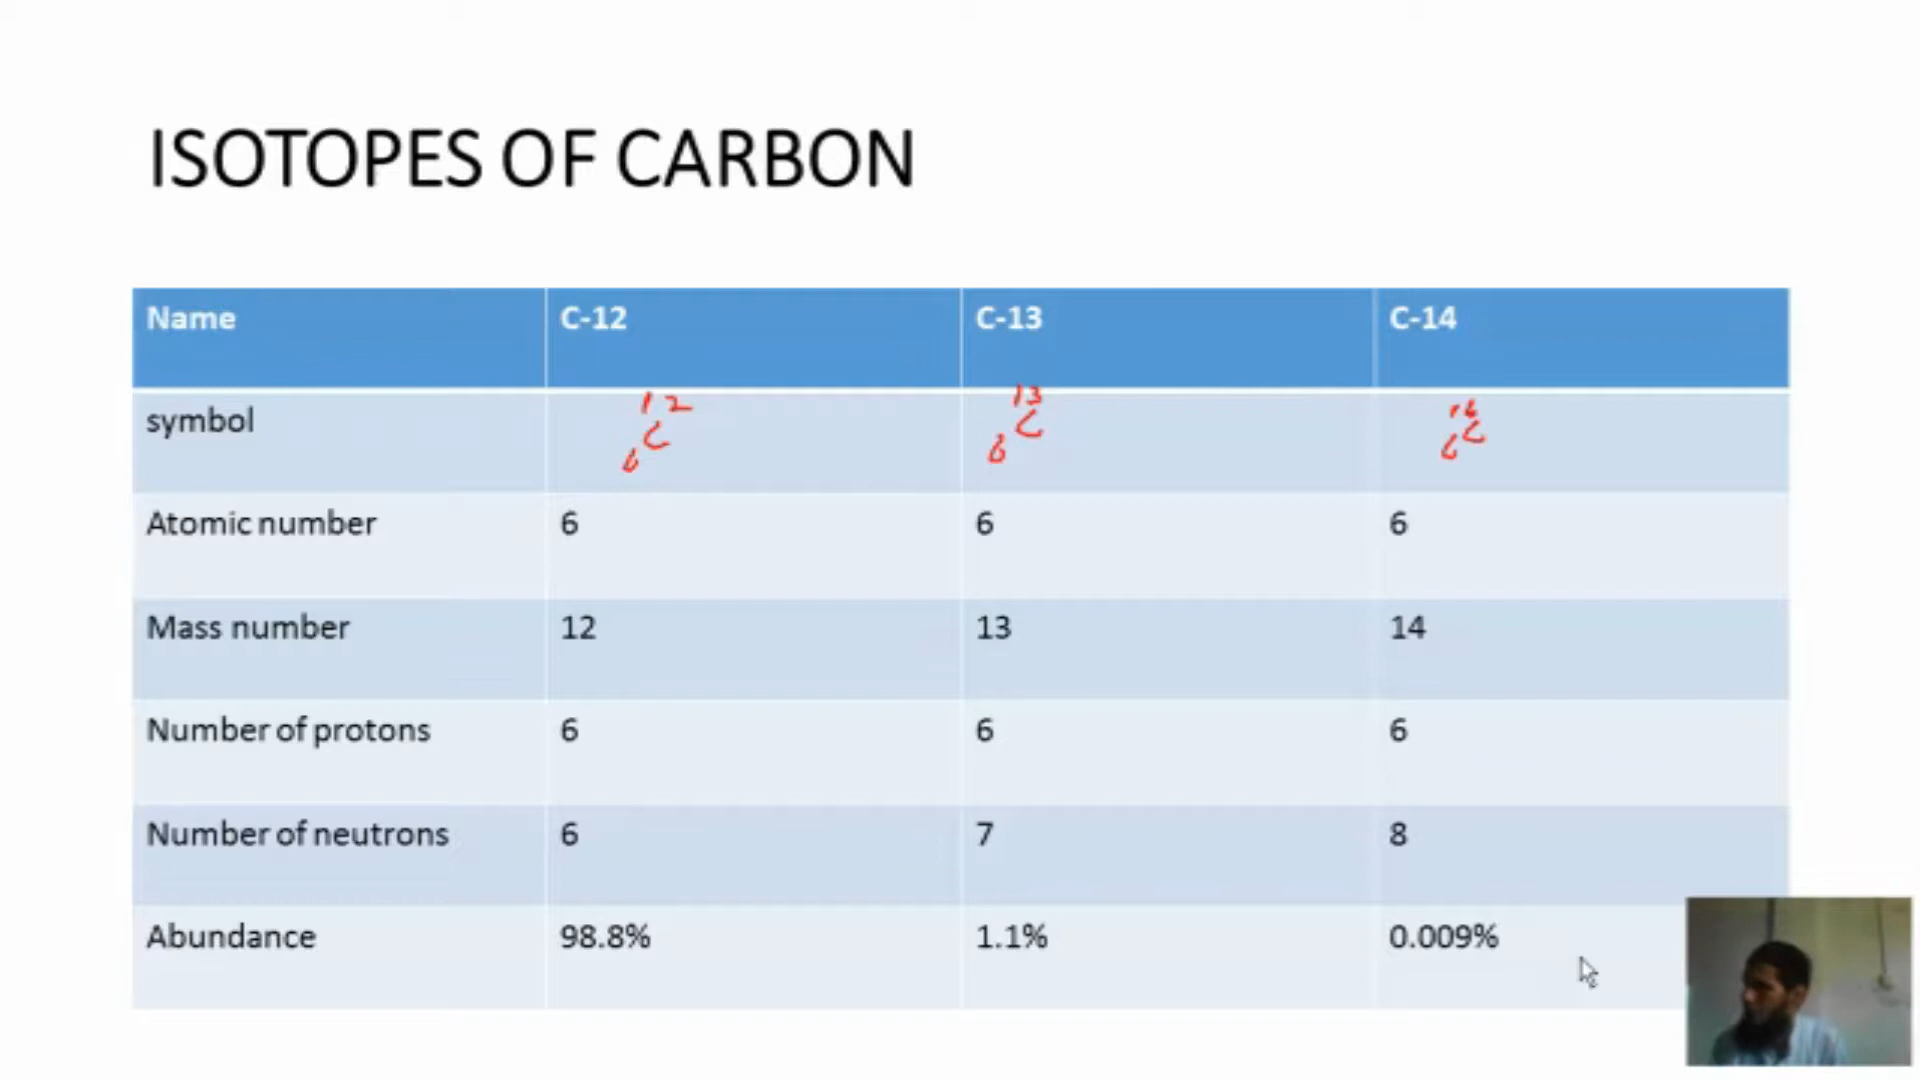 ISOTOPES OF CARBON
Name C-12 C-13 C-14
symbol 12 6 C 13 6 C 14 6 C
Atomic number 6 6 6
Mass number 12 13 14
Number of protons 6 6 6
Number of neutrons 6 7 8
Abundance 98.8% 1.1% 0.009%